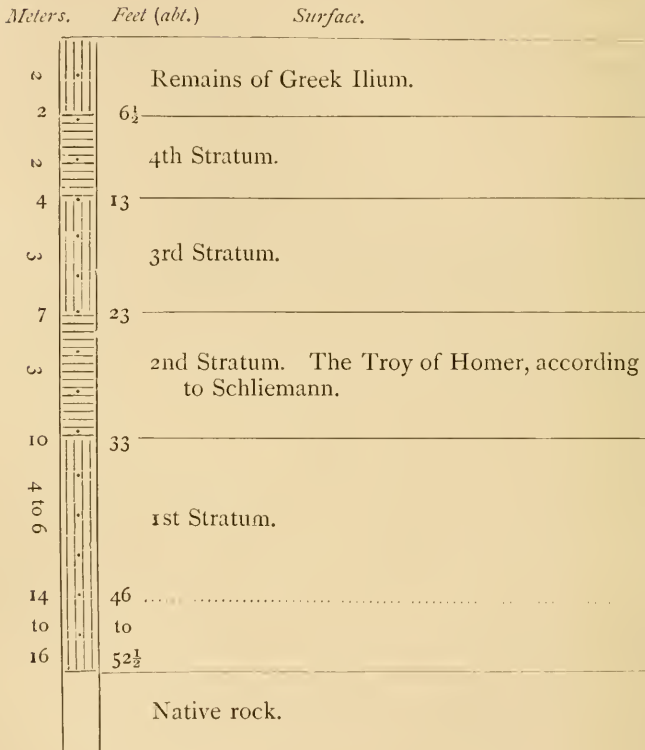 Meters. Feet (abt.) Surface.
2 Remains of Greek Ilium.
2 6½
2 4th Stratum.
4 13
3 3rd Stratum.
7 23
3 2nd Stratum. The Troy of Homer, according
to Schliemann.
10 33
4 to 6 1st Stratum.
14 46
to to
16 52½
Native rock.